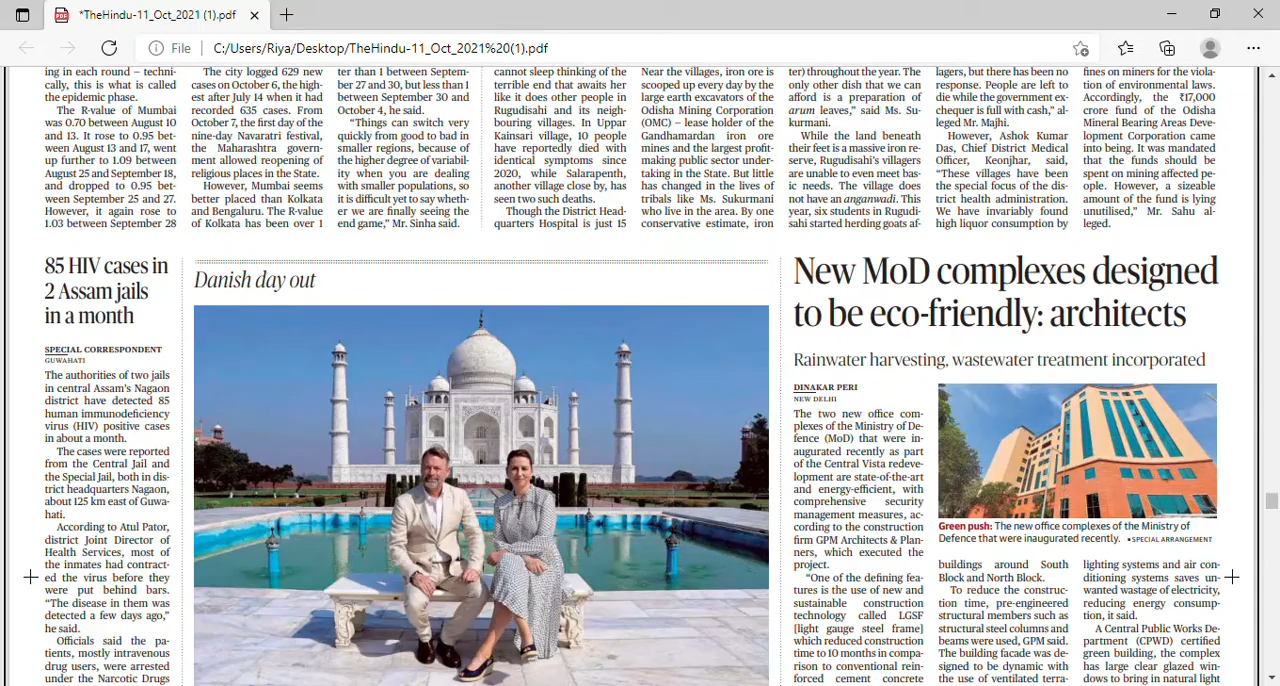 *TheHindu-11_Oct_2021 (1).pdf
File
C:/Users/Riya/Desktop/TheHindu-11_Oct_2021%20(1).pdf
ing in each round – techni-
cally, this is what is called
the epidemic phase.
The R-value of Mumbai
was 0.70 between August 10
and 13. It rose to 0.95 bet-
ween August 13 and 17, went
up further to 1.09 between
August 25 and September 18,
and dropped to 0.95 bet-
ween September 25 and 27.
However, it again rose to
1.03 between September 28
The city logged 629 new
cases on October 6, the high-
est after July 14 when it had
recorded 635 cases. From
October 7, the first day of the
nine-day Navaratri festival,
the Maharashtra govern-
ment allowed reopening of
religious places in the State.
However, Mumbai seems
better placed than Kolkata
and Bengaluru. The R-value
of Kolkata has been over 1
ter than 1 between Septem-
ber 27 and 30, but less than 1
between September 30 and
October 4, he said.
“Things can switch very
quickly from good to bad in
smaller regions, because of
the higher degree of variabil-
ity when you are dealing
with smaller populations, so
it is difficult yet to say wheth-
er we are finally seeing the
end game,” Mr. Sinha said.
cannot sleep thinking of the
terrible end that awaits her
like it does other people in
Rugudisahi and its neigh-
bouring villages. In Uppar
Kainsari village, 10 people
have reportedly died with
identical symptoms since
2020, while Salarapenth,
another village close by, has
seen two such deaths.
Though the District Head-
quarters Hospital is just 15
Near the villages, iron ore is
scooped up every day by the
large earth excavators of the
Odisha Mining Corporation
(OMC) – lease holder of the
Gandhamardan iron ore
mines and the largest profit-
making public sector under-
taking in the State. But little
has changed in the lives of
tribals like Ms. Sukurmani
who live in the area. By one
conservative estimate, iron
ter) throughout the year. The
only other dish that we can
afford is a preparation of
arum leaves,” said Ms. Su-
kurmani.
While the land beneath
their feet is a massive iron re-
serve, Rugudisahi’s villagers
are unable to even meet bas-
ic needs. The village does
not have an anganwadi. This
year, six students in Rugudi-
sahi started herding goats af-
lagers, but there has been no
response. People are left to
die while the government ex-
chequer is full with cash,” al-
leged Mr. Majhi.
However, Ashok Kumar
Das, Chief District Medical
Officer, Keonjhar, said,
“These villages have been
the special focus of the dis-
trict health administration.
We have invariably found
high liquor consumption by
fines on miners for the viola-
tion of environmental laws.
Accordingly, the ₹17,000
crore fund of the Odisha
Mineral Bearing Areas Deve-
lopment Corporation came
into being. It was mandated
that the funds should be
spent on mining affected pe-
ople. However, a sizeable
amount of the fund is lying
unutilised,” Mr. Sahu al-
leged.
85 HIV cases in
2 Assam jails
in a month
SPECIAL CORRESPONDENT
GUWAHATI
The authorities of two jails
in central Assam’s Nagaon
district have detected 85
human immunodeficiency
virus (HIV) positive cases
in about a month.
The cases were reported
from the Central Jail and
the Special Jail, both in dis-
trict headquarters Nagaon,
about 125 km east of Guwa-
hati.
According to Atul Pator,
district Joint Director of
Health Services, most of
the inmates had contract-
ed the virus before they
were put behind bars.
“The disease in them was
detected a few days ago,”
he said.
Officials said the pa-
tients, mostly intravenous
drug users, were arrested
under the Narcotic Drugs
Danish day out
New MoD complexes designed
to be eco-friendly: architects
Rainwater harvesting, wastewater treatment incorporated
DINAKAR PERI
NEW DELHI
The two new office com-
plexes of the Ministry of De-
fence (MoD) that were in-
augurated recently as part
of the Central Vista redeve-
lopment are state-of-the-art
and energy-efficient, with
comprehensive security
management measures, ac-
cording to the construction
firm GPM Architects & Plan-
ners, which executed the
project.
“One of the defining fea-
tures is the use of new and
sustainable construction
technology called LGSF
[light gauge steel frame]
which reduced construction
time to 10 months in compa-
rison to conventional rein-
forced cement concrete
Green push: The new office complexes of the Ministry of
Defence that were inaugurated recently. ▪ SPECIAL ARRANGEMENT
buildings around South
Block and North Block.
To reduce the construc-
tion time, pre-engineered
structural members such as
structural steel columns and
beams were used, GPM said.
The building facade was de-
signed to be dynamic with
the use of ventilated terra-
lighting systems and air con-
ditioning systems saves un-
wanted wastage of electricity,
reducing energy consump-
tion, it said.
A Central Public Works De-
partment (CPWD) certified
green building, the complex
has large clear glazed win-
dows to bring in natural light